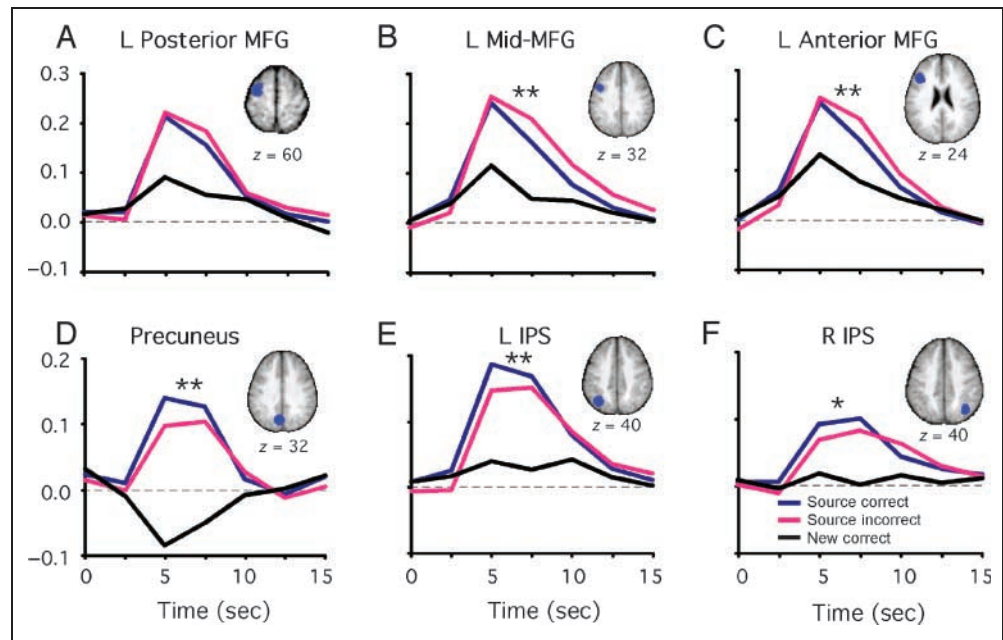 A L Posterior MFG
B L Mid-MFG
C L Anterior MFG
0.3
0.2
0.1
0.0
−0.1
z = 60
**
z = 32
**
z = 24
D Precuneus
E L IPS
F R IPS
0.2
0.1
0.0
−0.1
**
z = 32
**
z = 40
*
z = 40
Source correct
Source incorrect
New correct
0 5 10 15
0 5 10 15
0 5 10 15
Time (sec)
Time (sec)
Time (sec)